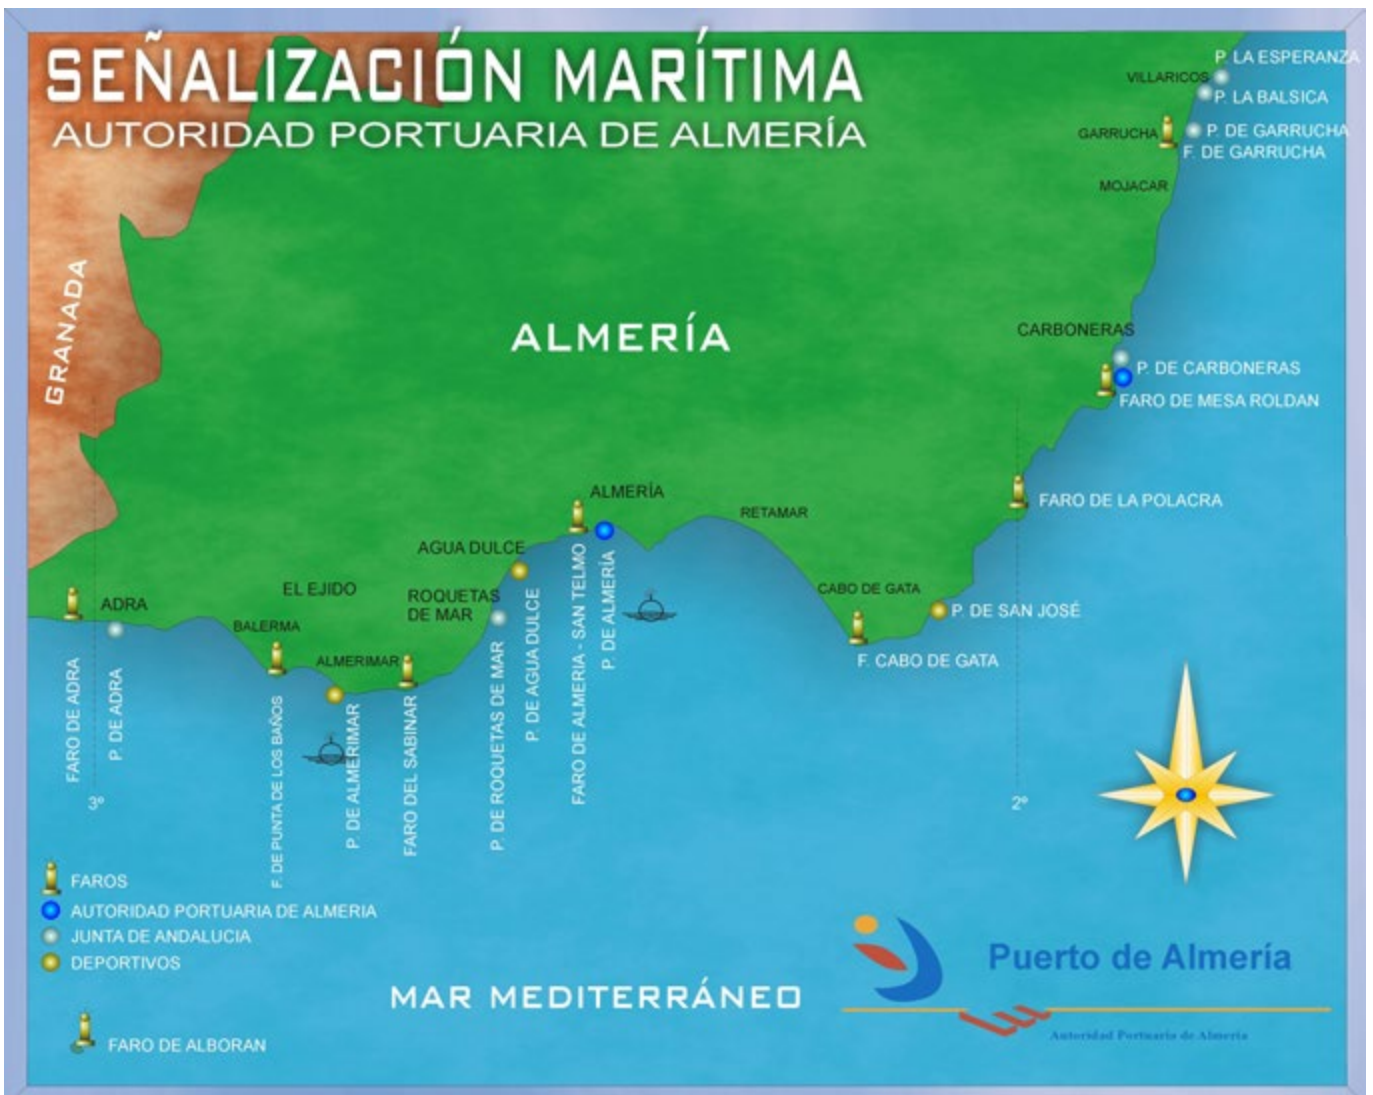 SEÑALIZACIÓN MARÍTIMA
AUTORIDAD PORTUARIA DE ALMERÍA
P. LA ESPERANZA
VILLARICOS
P. LA BALSICA
GARRUCHA
P. DE GARRUCHA
F. DE GARRUCHA
MOJACAR
GRANADA
ALMERÍA
CARBONERAS
P. DE CARBONERAS
FARO DE MESA ROLDAN
ALMERÍA
RETAMAR
FARO DE LA POLACRA
AGUA DULCE
EL EJIDO
ROQUETAS
DE MAR
CABO DE GATA
ADRA
P. DE SAN JOSÉ
BALERMA
ALMERIMAR
F. CABO DE GATA
FARO DE ADRA
P. DE ADRA
F. DE PUNTA DE LOS BAÑOS
P. DE ALMERIMAR
FARO DEL SABINAR
P. DE ROQUETAS DE MAR
P. DE AGUA DULCE
FARO DE ALMERIA - SAN TELMO
P. DE ALMERÍA
3º
2º
FAROS
AUTORIDAD PORTUARIA DE ALMERIA
JUNTA DE ANDALUCIA
DEPORTIVOS
Puerto de Almería
MAR MEDITERRÁNEO
Autoridad Portuaria de Almería
FARO DE ALBORAN